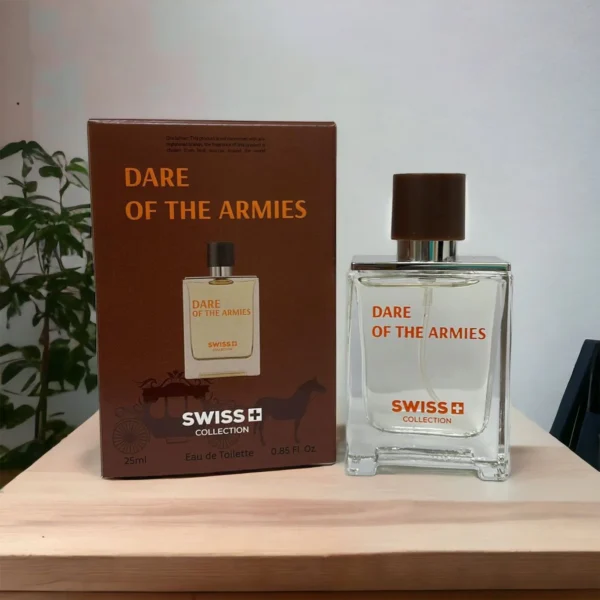 DARE
OF THE ARMIES
DARE
OF THE ARMIES
SWISS
COLLECTION
SWISS
COLLECTION
25ml
Eau de Toilette
0.85 Fl. Oz
DARE
OF THE ARMIES
SWISS
COLLECTION